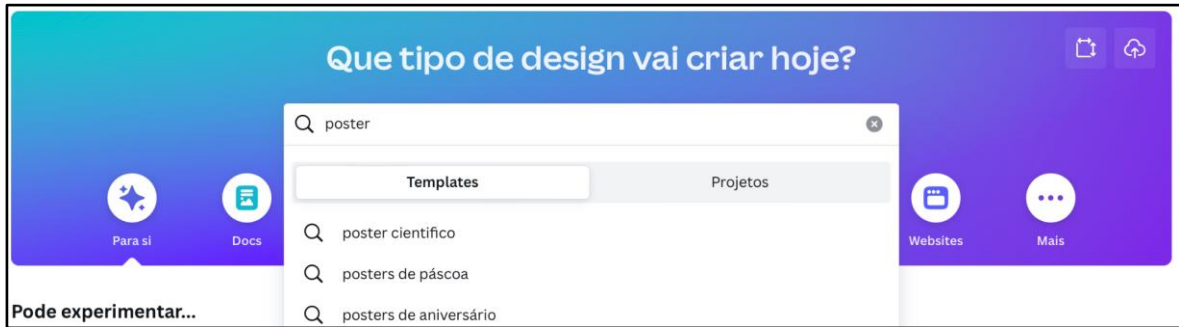 Que tipo de design vai criar hoje?
poster
Templates
Projetos
poster cientifico
posters de páscoa
posters de aniversário
Para si
Docs
Websites
Mais
Pode experimentar...